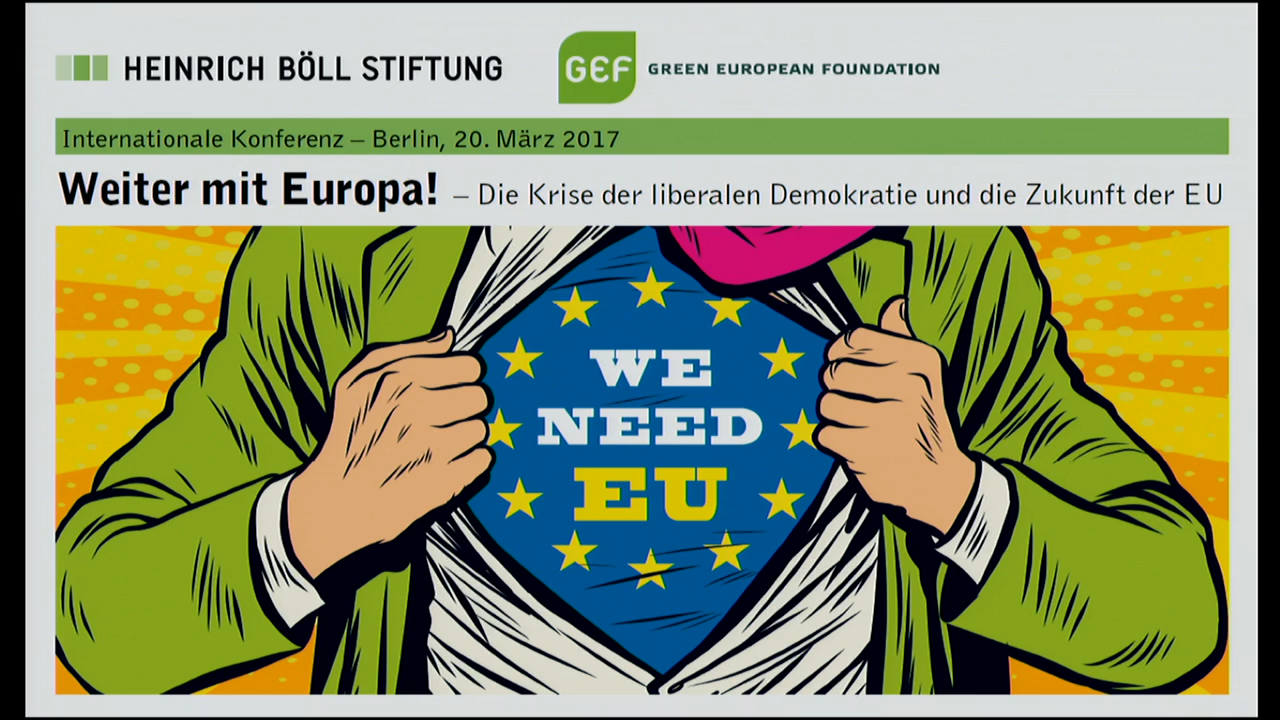 HEINRICH BÖLL STIFTUNG
GEF GREEN EUROPEAN FOUNDATION
Internationale Konferenz – Berlin, 20. März 2017
Weiter mit Europa! – Die Krise der liberalen Demokratie und die Zukunft der EU
WE
NEED
EU